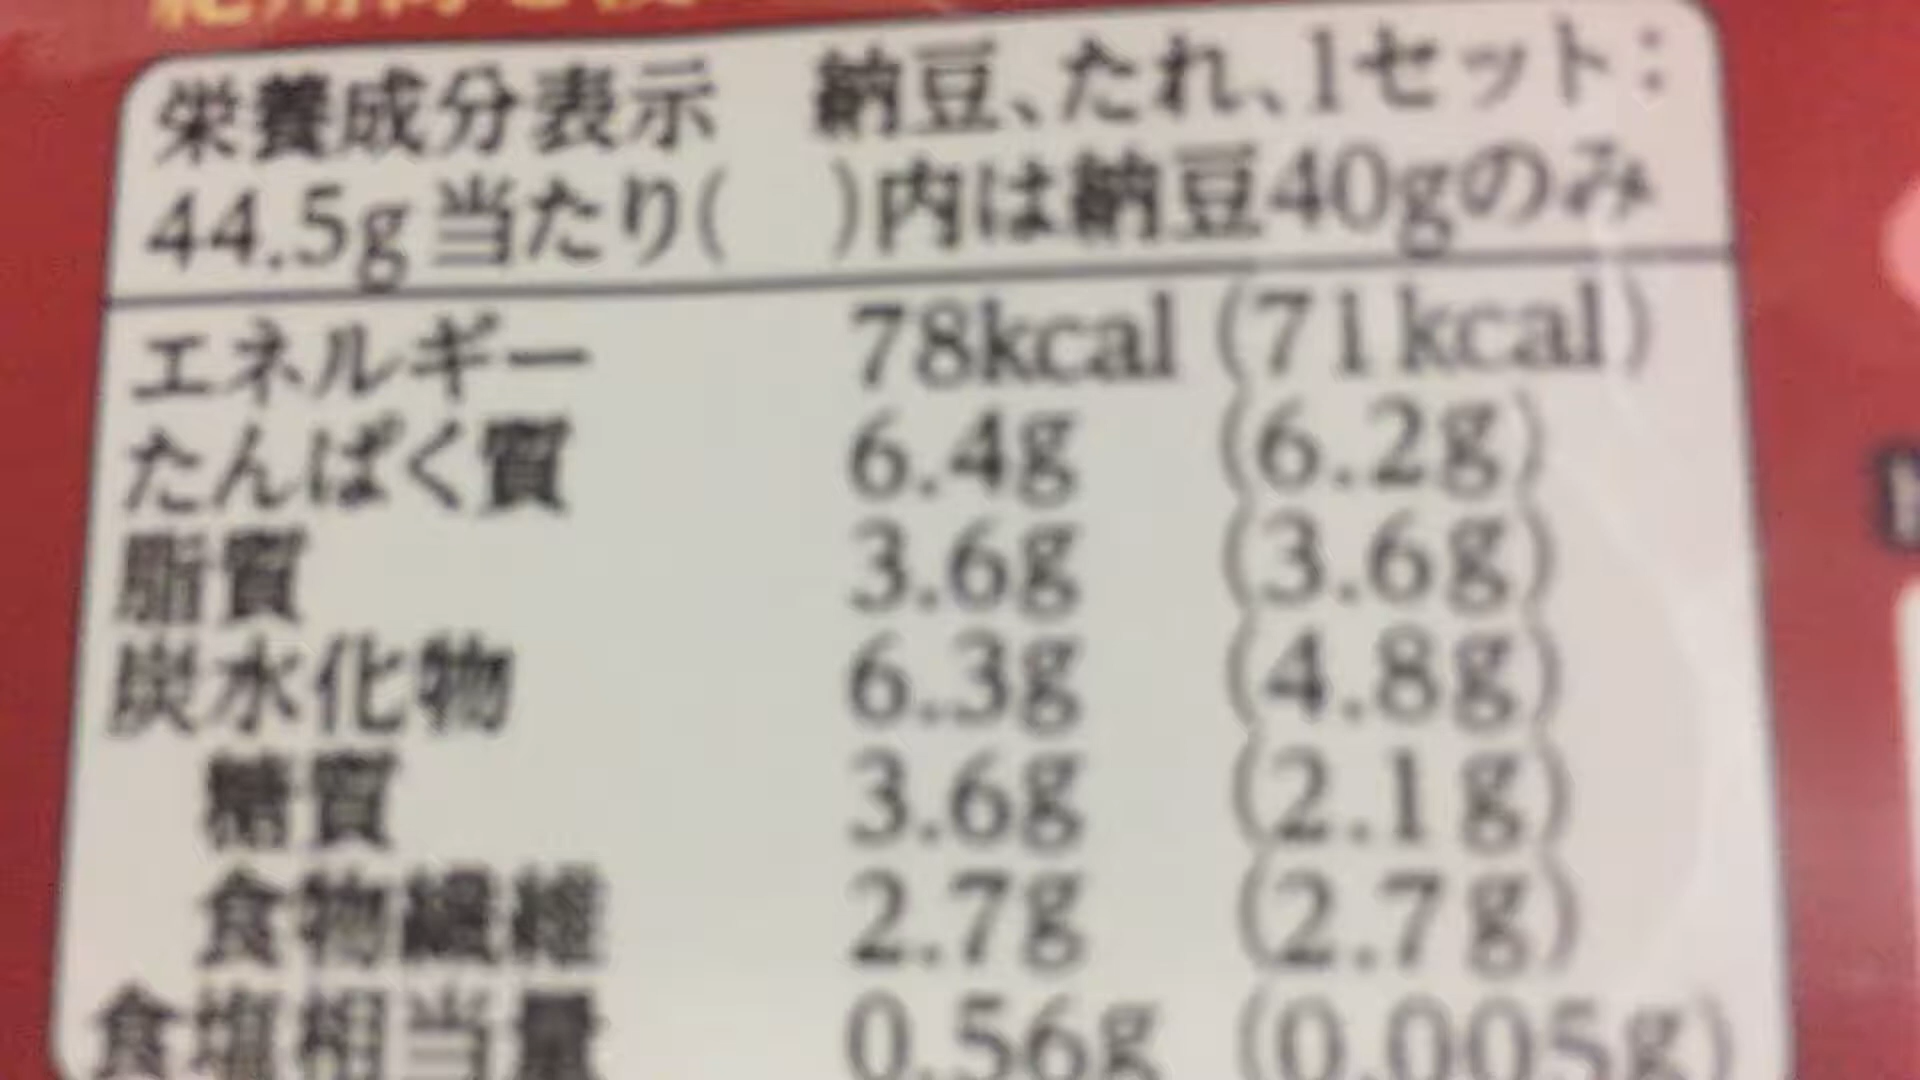 栄養成分表示　納豆、たれ、1セット:
44.5g当たり(　)内は納豆40gのみ
エネルギー 78kcal (71kcal)
たんぱく質 6.4g (6.2g)
脂質 3.6g (3.6g)
炭水化物 6.3g (4.8g)
糖質 3.6g (2.1g)
食物繊維 2.7g (2.7g)
食塩相当量 0.56g (0.005g)